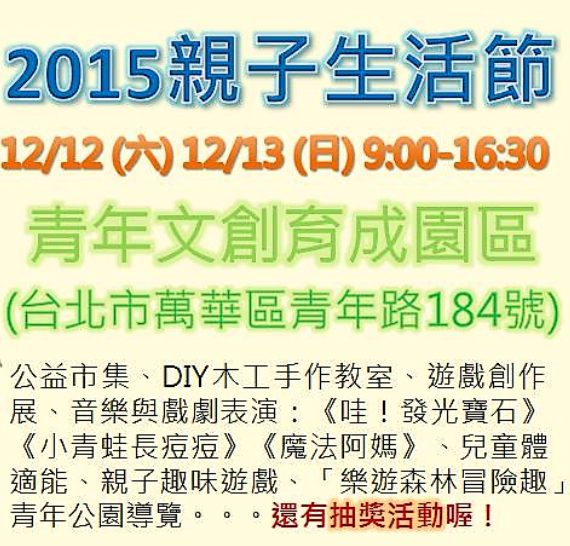 2015親子生活節
12/12 (六) 12/13 (日) 9:00-16:30
青年文創育成園區
(台北市萬華區青年路184號)
公益市集、DIY木工手作教室、遊戲創作
展、音樂與戲劇表演：《哇！發光寶石》
《小青蛙長痘痘》《魔法阿媽》、兒童體
適能、親子趣味遊戲、「樂遊森林冒險趣」
青年公園導覽。。。還有抽獎活動喔！